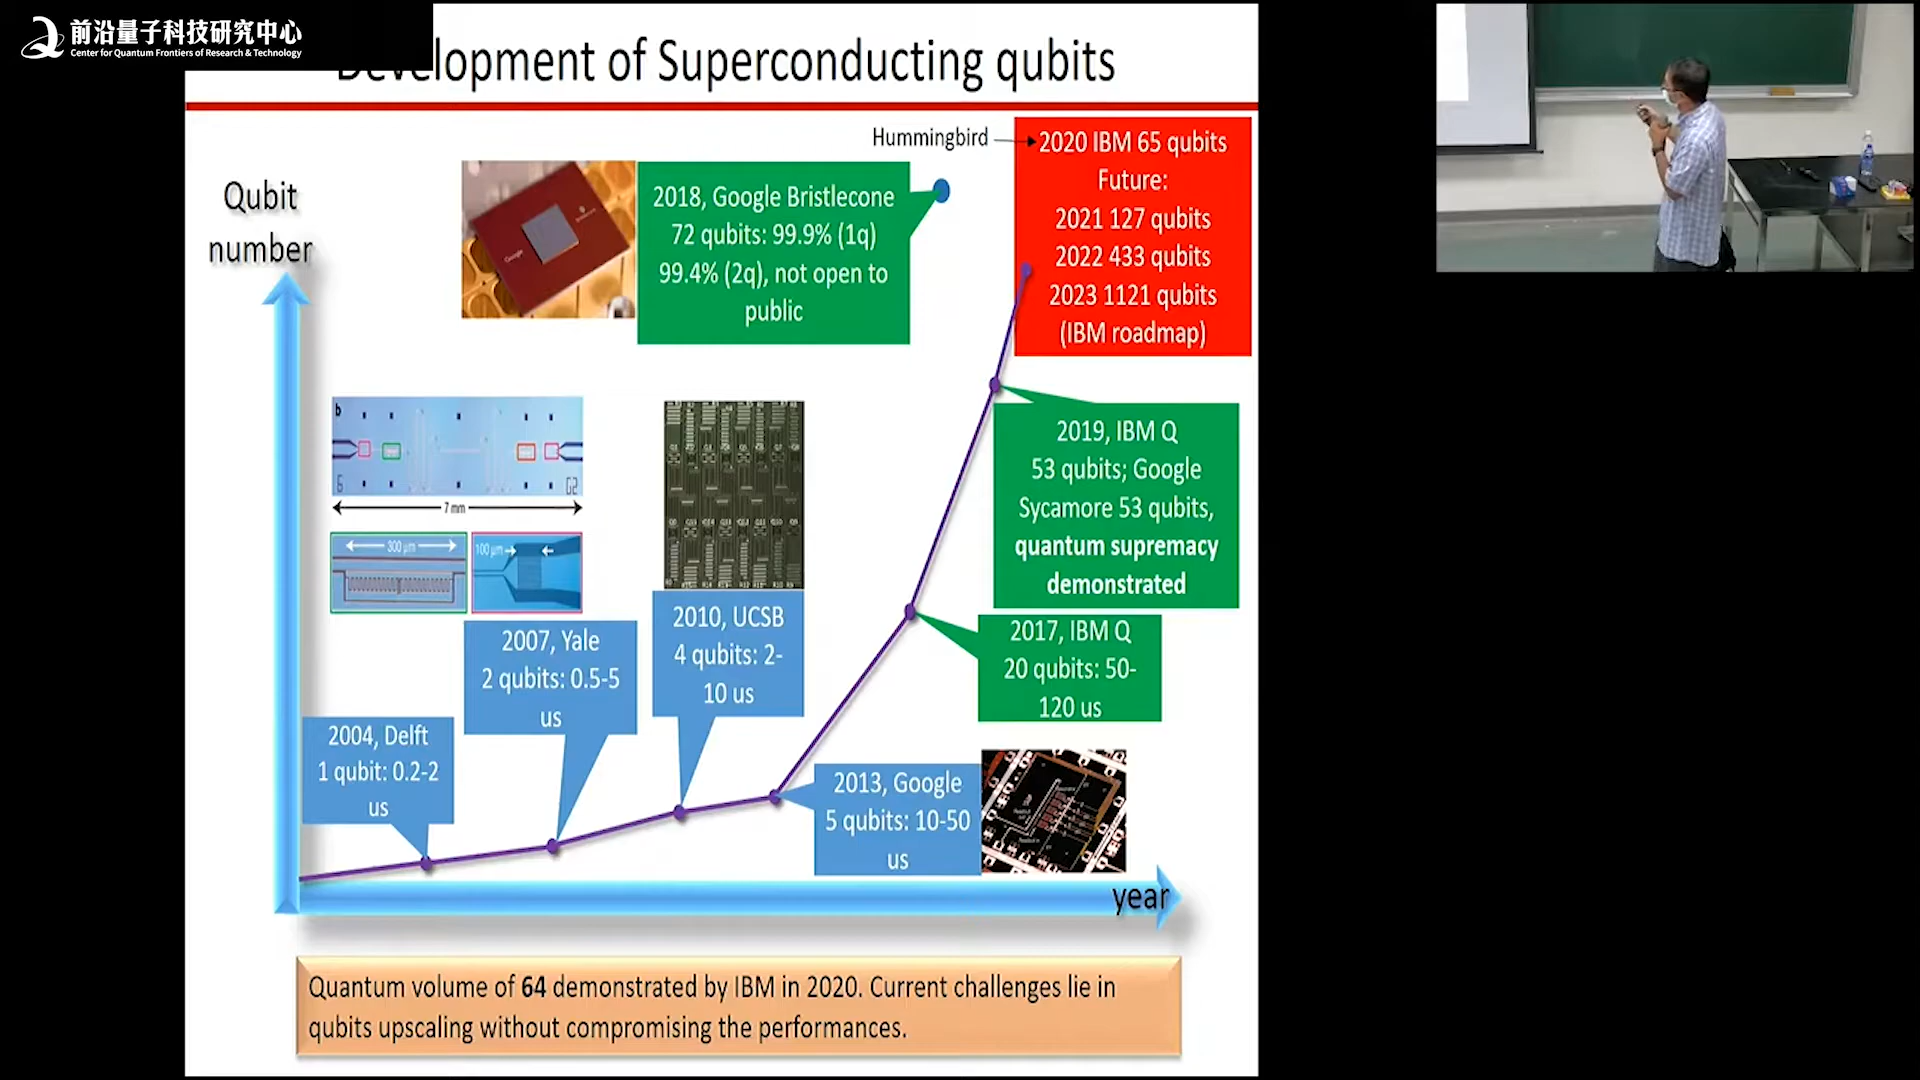 前沿量子科技研究中心
Center for Quantum Frontiers of Research & Technology
Development of Superconducting qubits
Hummingbird
2020 IBM 65 qubits
Future:
2021 127 qubits
2022 433 qubits
2023 1121 qubits
(IBM roadmap)
Qubit
number
2018, Google Bristlecone
72 qubits: 99.9% (1q)
99.4% (2q), not open to
public
Google
b
G
G2
7 mm
300 µm
100 µm
2019, IBM Q
53 qubits; Google
Sycamore 53 qubits,
quantum supremacy
demonstrated
2010, UCSB
4 qubits: 2-
10 us
2007, Yale
2 qubits: 0.5-5
us
2017, IBM Q
20 qubits: 50-
120 us
2004, Delft
1 qubit: 0.2-2
us
2013, Google
5 qubits: 10-50
us
year
Quantum volume of 64 demonstrated by IBM in 2020. Current challenges lie in
qubits upscaling without compromising the performances.